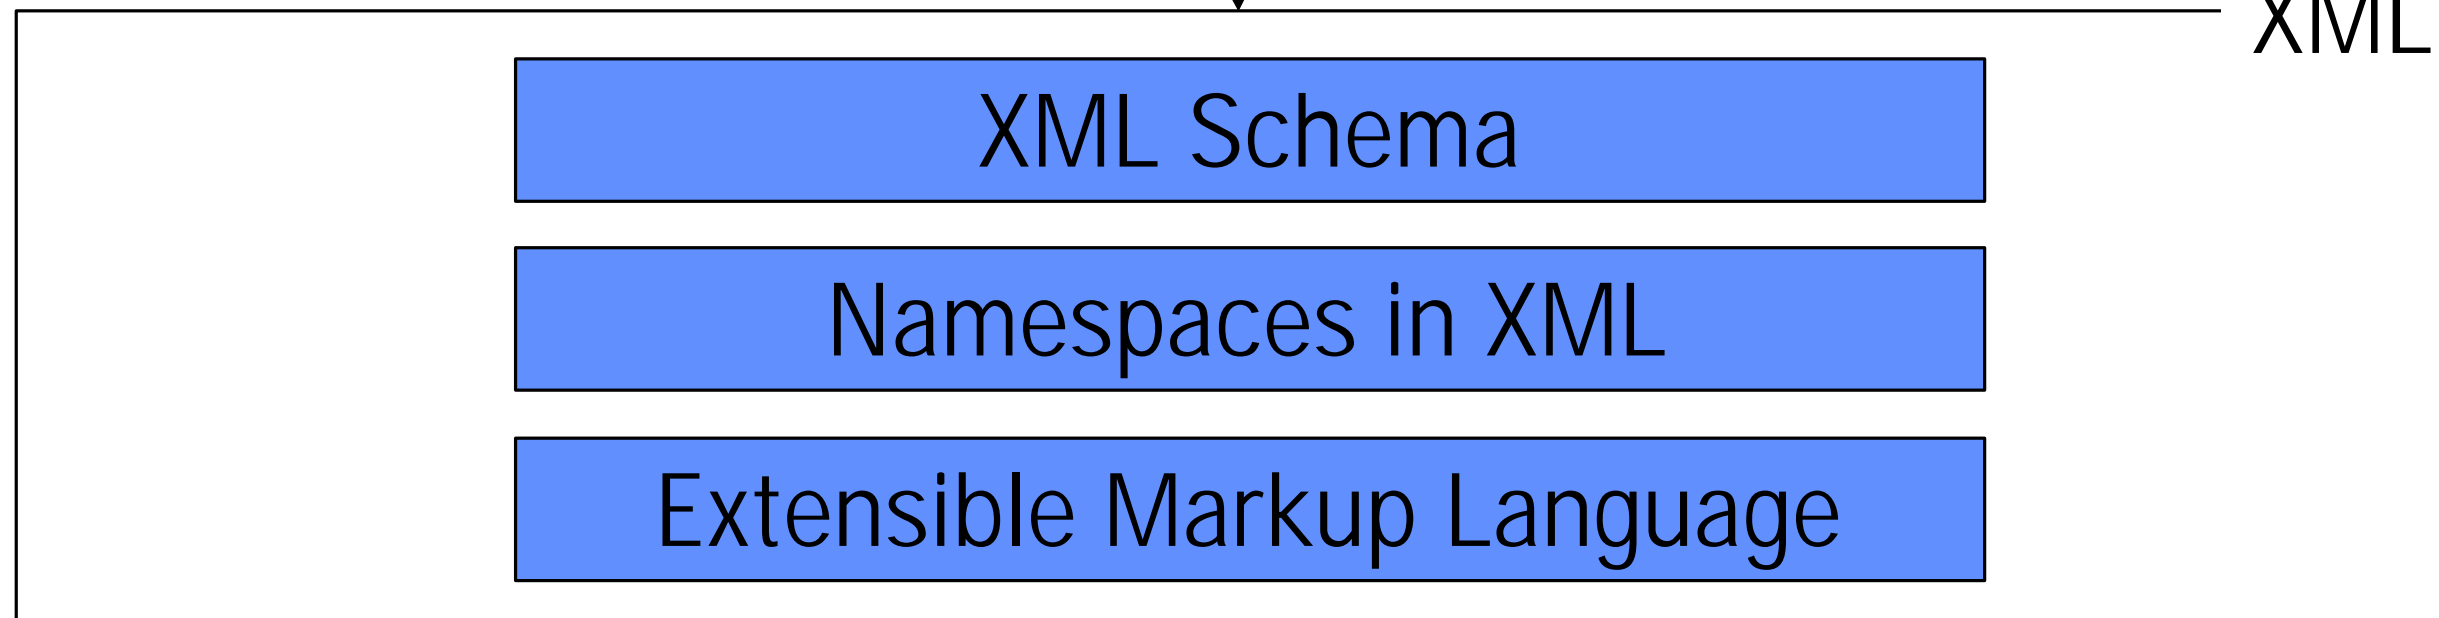 XML
XML Schema
Namespaces in XML
Extensible Markup Language